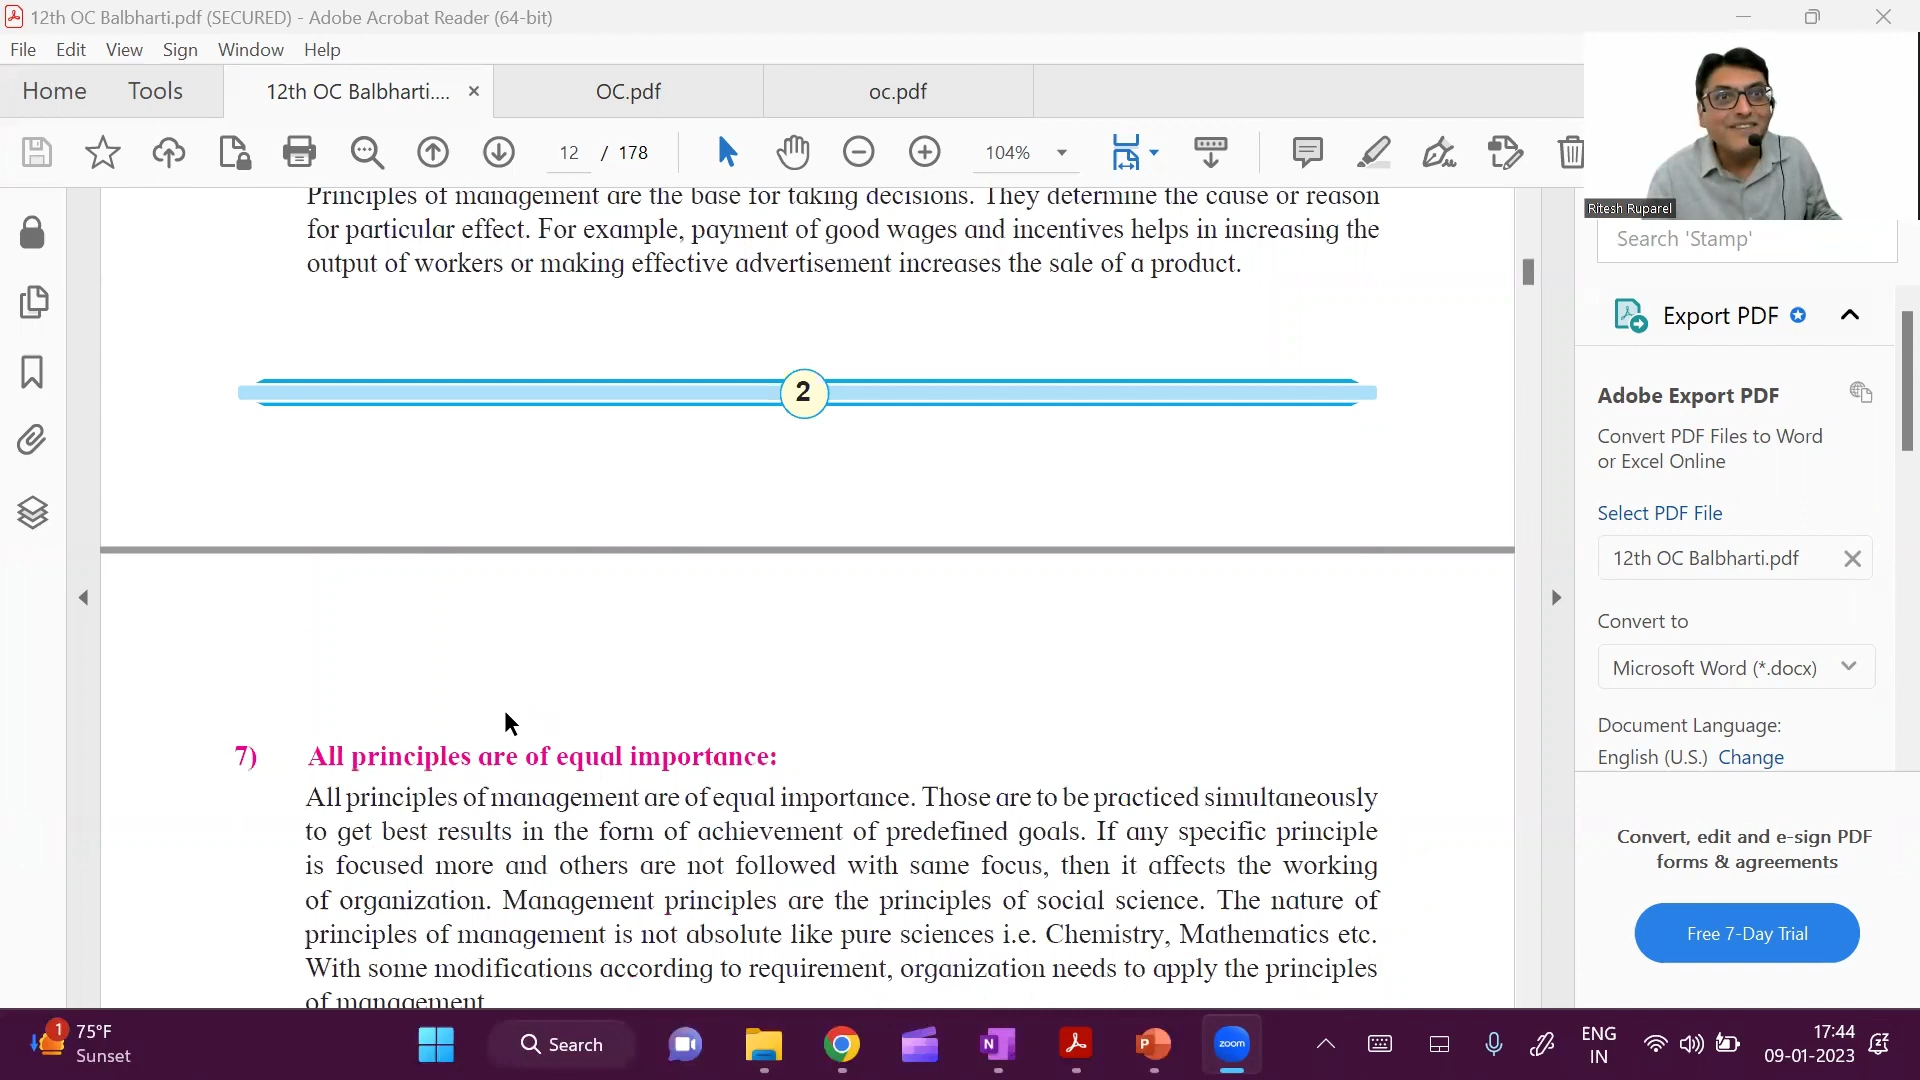 12th OC Balbharti.pdf (SECURED) - Adobe Acrobat Reader (64-bit)
File Edit View Sign Window Help
Home Tools 12th OC Balbharti.... OC.pdf oc.pdf
12 / 178 104%
Ritesh Ruparel
Principles of management are the base for taking decisions. They determine the cause or reason
for particular effect. For example, payment of good wages and incentives helps in increasing the
output of workers or making effective advertisement increases the sale of a product.
2
7) All principles are of equal importance:
All principles of management are of equal importance. Those are to be practiced simultaneously
to get best results in the form of achievement of predefined goals. If any specific principle
is focused more and others are not followed with same focus, then it affects the working
of organization. Management principles are the principles of social science. The nature of
principles of management is not absolute like pure sciences i.e. Chemistry, Mathematics etc.
With some modifications according to requirement, organization needs to apply the principles
of management
Search 'Stamp'
Export PDF
Adobe Export PDF
Convert PDF Files to Word
or Excel Online
Select PDF File
12th OC Balbharti.pdf
Convert to
Microsoft Word (*.docx)
Document Language:
English (U.S.) Change
Convert, edit and e-sign PDF
forms & agreements
Free 7-Day Trial
1
75°F
Sunset
Search
N
P
zoom
ENG
IN
17:44
09-01-2023